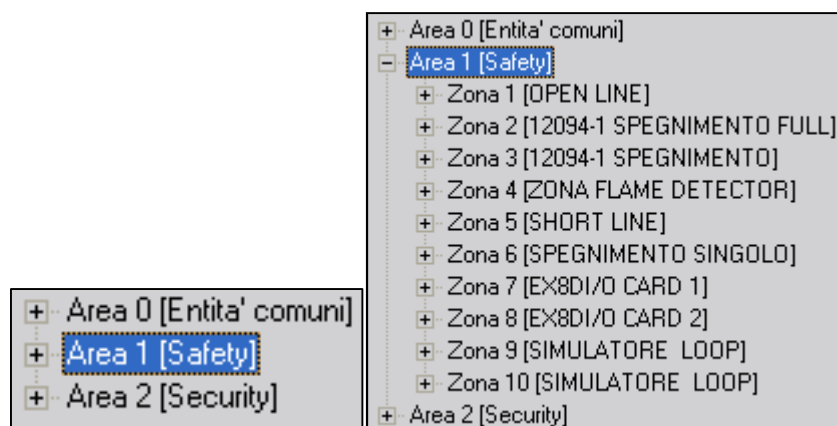 Area 0 [Entita' comuni]
Area 1 [Safety]
Area 2 [Security]
Area 0 [Entita' comuni]
Area 1 [Safety]
Zona 1 [OPEN LINE]
Zona 2 [12094-1 SPEGNIMENTO FULL]
Zona 3 [12094-1 SPEGNIMENTO]
Zona 4 [ZONA FLAME DETECTOR]
Zona 5 [SHORT LINE]
Zona 6 [SPEGNIMENTO SINGOLO]
Zona 7 [EX8DI/O CARD 1]
Zona 8 [EX8DI/O CARD 2]
Zona 9 [SIMULATORE  LOOP]
Zona 10 [SIMULATORE  LOOP]
Area 2 [Security]